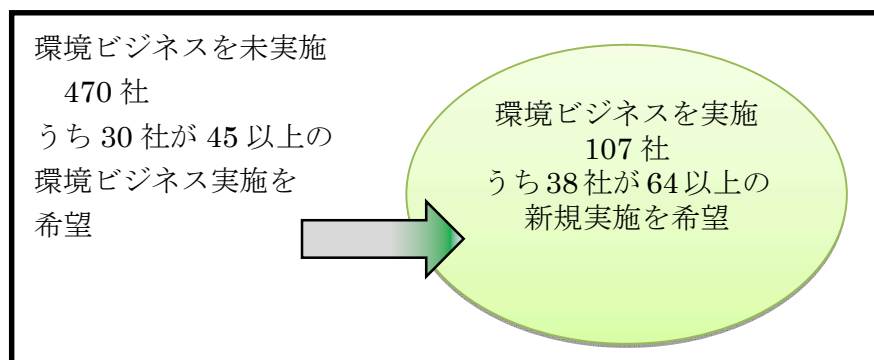 環境ビジネスを未実施
470 社
うち 30 社が 45 以上の
環境ビジネス実施を
希望
環境ビジネスを実施
107 社
うち 38 社が 64 以上の
新規実施を希望